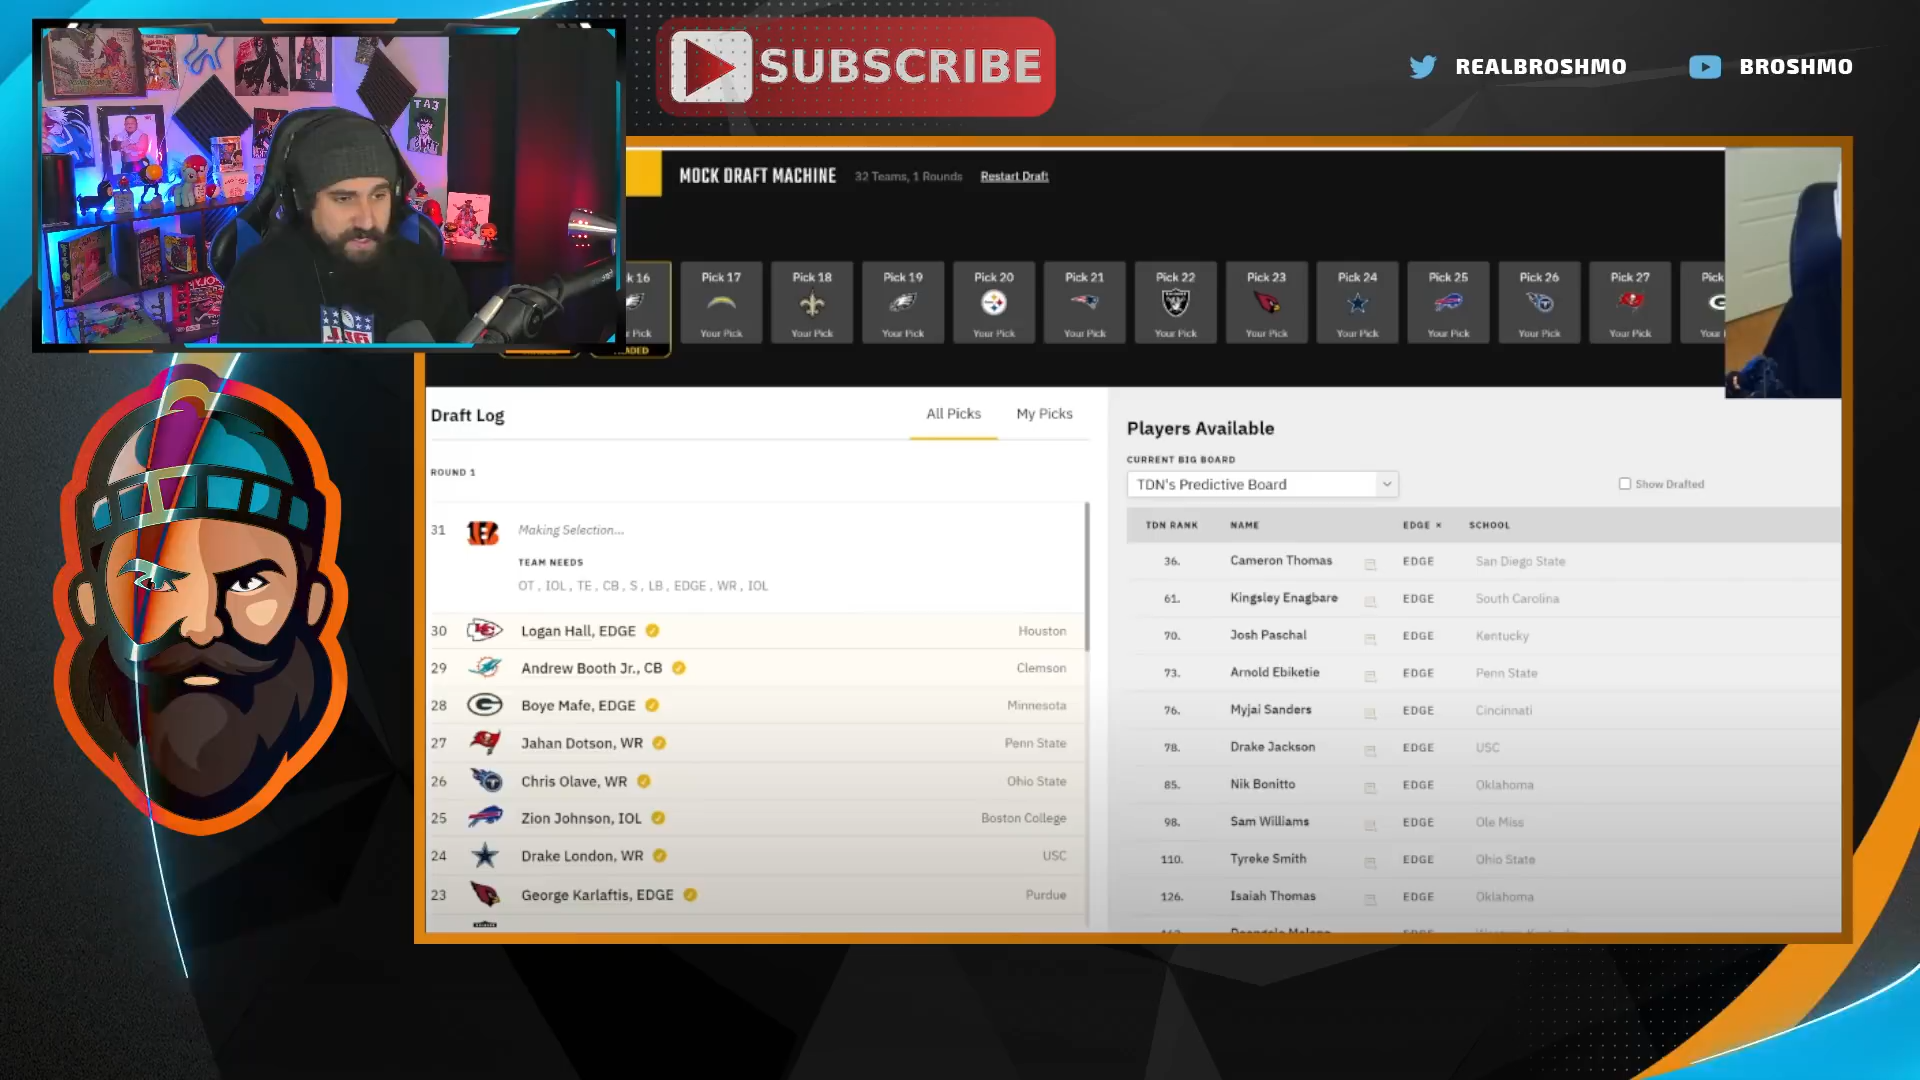 SUBSCRIBE
REALBROSHMO
BROSHMO
TA3
MOCK DRAFT MACHINE 32 Teams, 1 Rounds Restart Draft
k 16 Pick 17 Pick 18 Pick 19 Pick 20 Pick 21 Pick 22 Pick 23 Pick 24 Pick 25 Pick 26 Pick 27 Pick
r Pick Your Pick Your Pick Your Pick Your Pick Your Pick Your Pick Your Pick Your Pick Your Pick Your Pick Your Pick Your
ADED
NFL
Draft Log All Picks My Picks
ROUND 1
31 Making Selection...
TEAM NEEDS
OT , IOL , TE , CB , S , LB , EDGE , WR , IOL
30 Logan Hall, EDGE Houston
29 Andrew Booth Jr., CB Clemson
28 Boye Mafe, EDGE Minnesota
27 Jahan Dotson, WR Penn State
26 Chris Olave, WR Ohio State
25 Zion Johnson, IOL Boston College
24 Drake London, WR USC
23 George Karlaftis, EDGE Purdue
Players Available
CURRENT BIG BOARD
TDN's Predictive Board Show Drafted
TDN RANK NAME EDGE × SCHOOL
36. Cameron Thomas EDGE San Diego State
61. Kingsley Enagbare EDGE South Carolina
70. Josh Paschal EDGE Kentucky
73. Arnold Ebiketie EDGE Penn State
76. Myjai Sanders EDGE Cincinnati
78. Drake Jackson EDGE USC
85. Nik Bonitto EDGE Oklahoma
98. Sam Williams EDGE Ole Miss
110. Tyreke Smith EDGE Ohio State
126. Isaiah Thomas EDGE Oklahoma